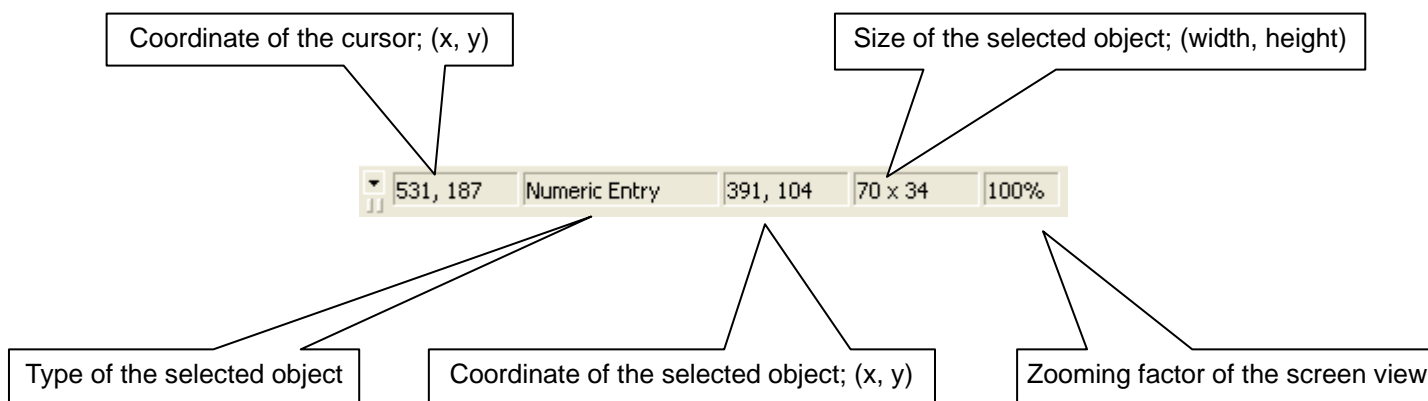 Coordinate of the cursor; (x, y)
Size of the selected object; (width, height)
531, 187
Numeric Entry
391, 104
70 x 34
100%
Type of the selected object
Coordinate of the selected object; (x, y)
Zooming factor of the screen view